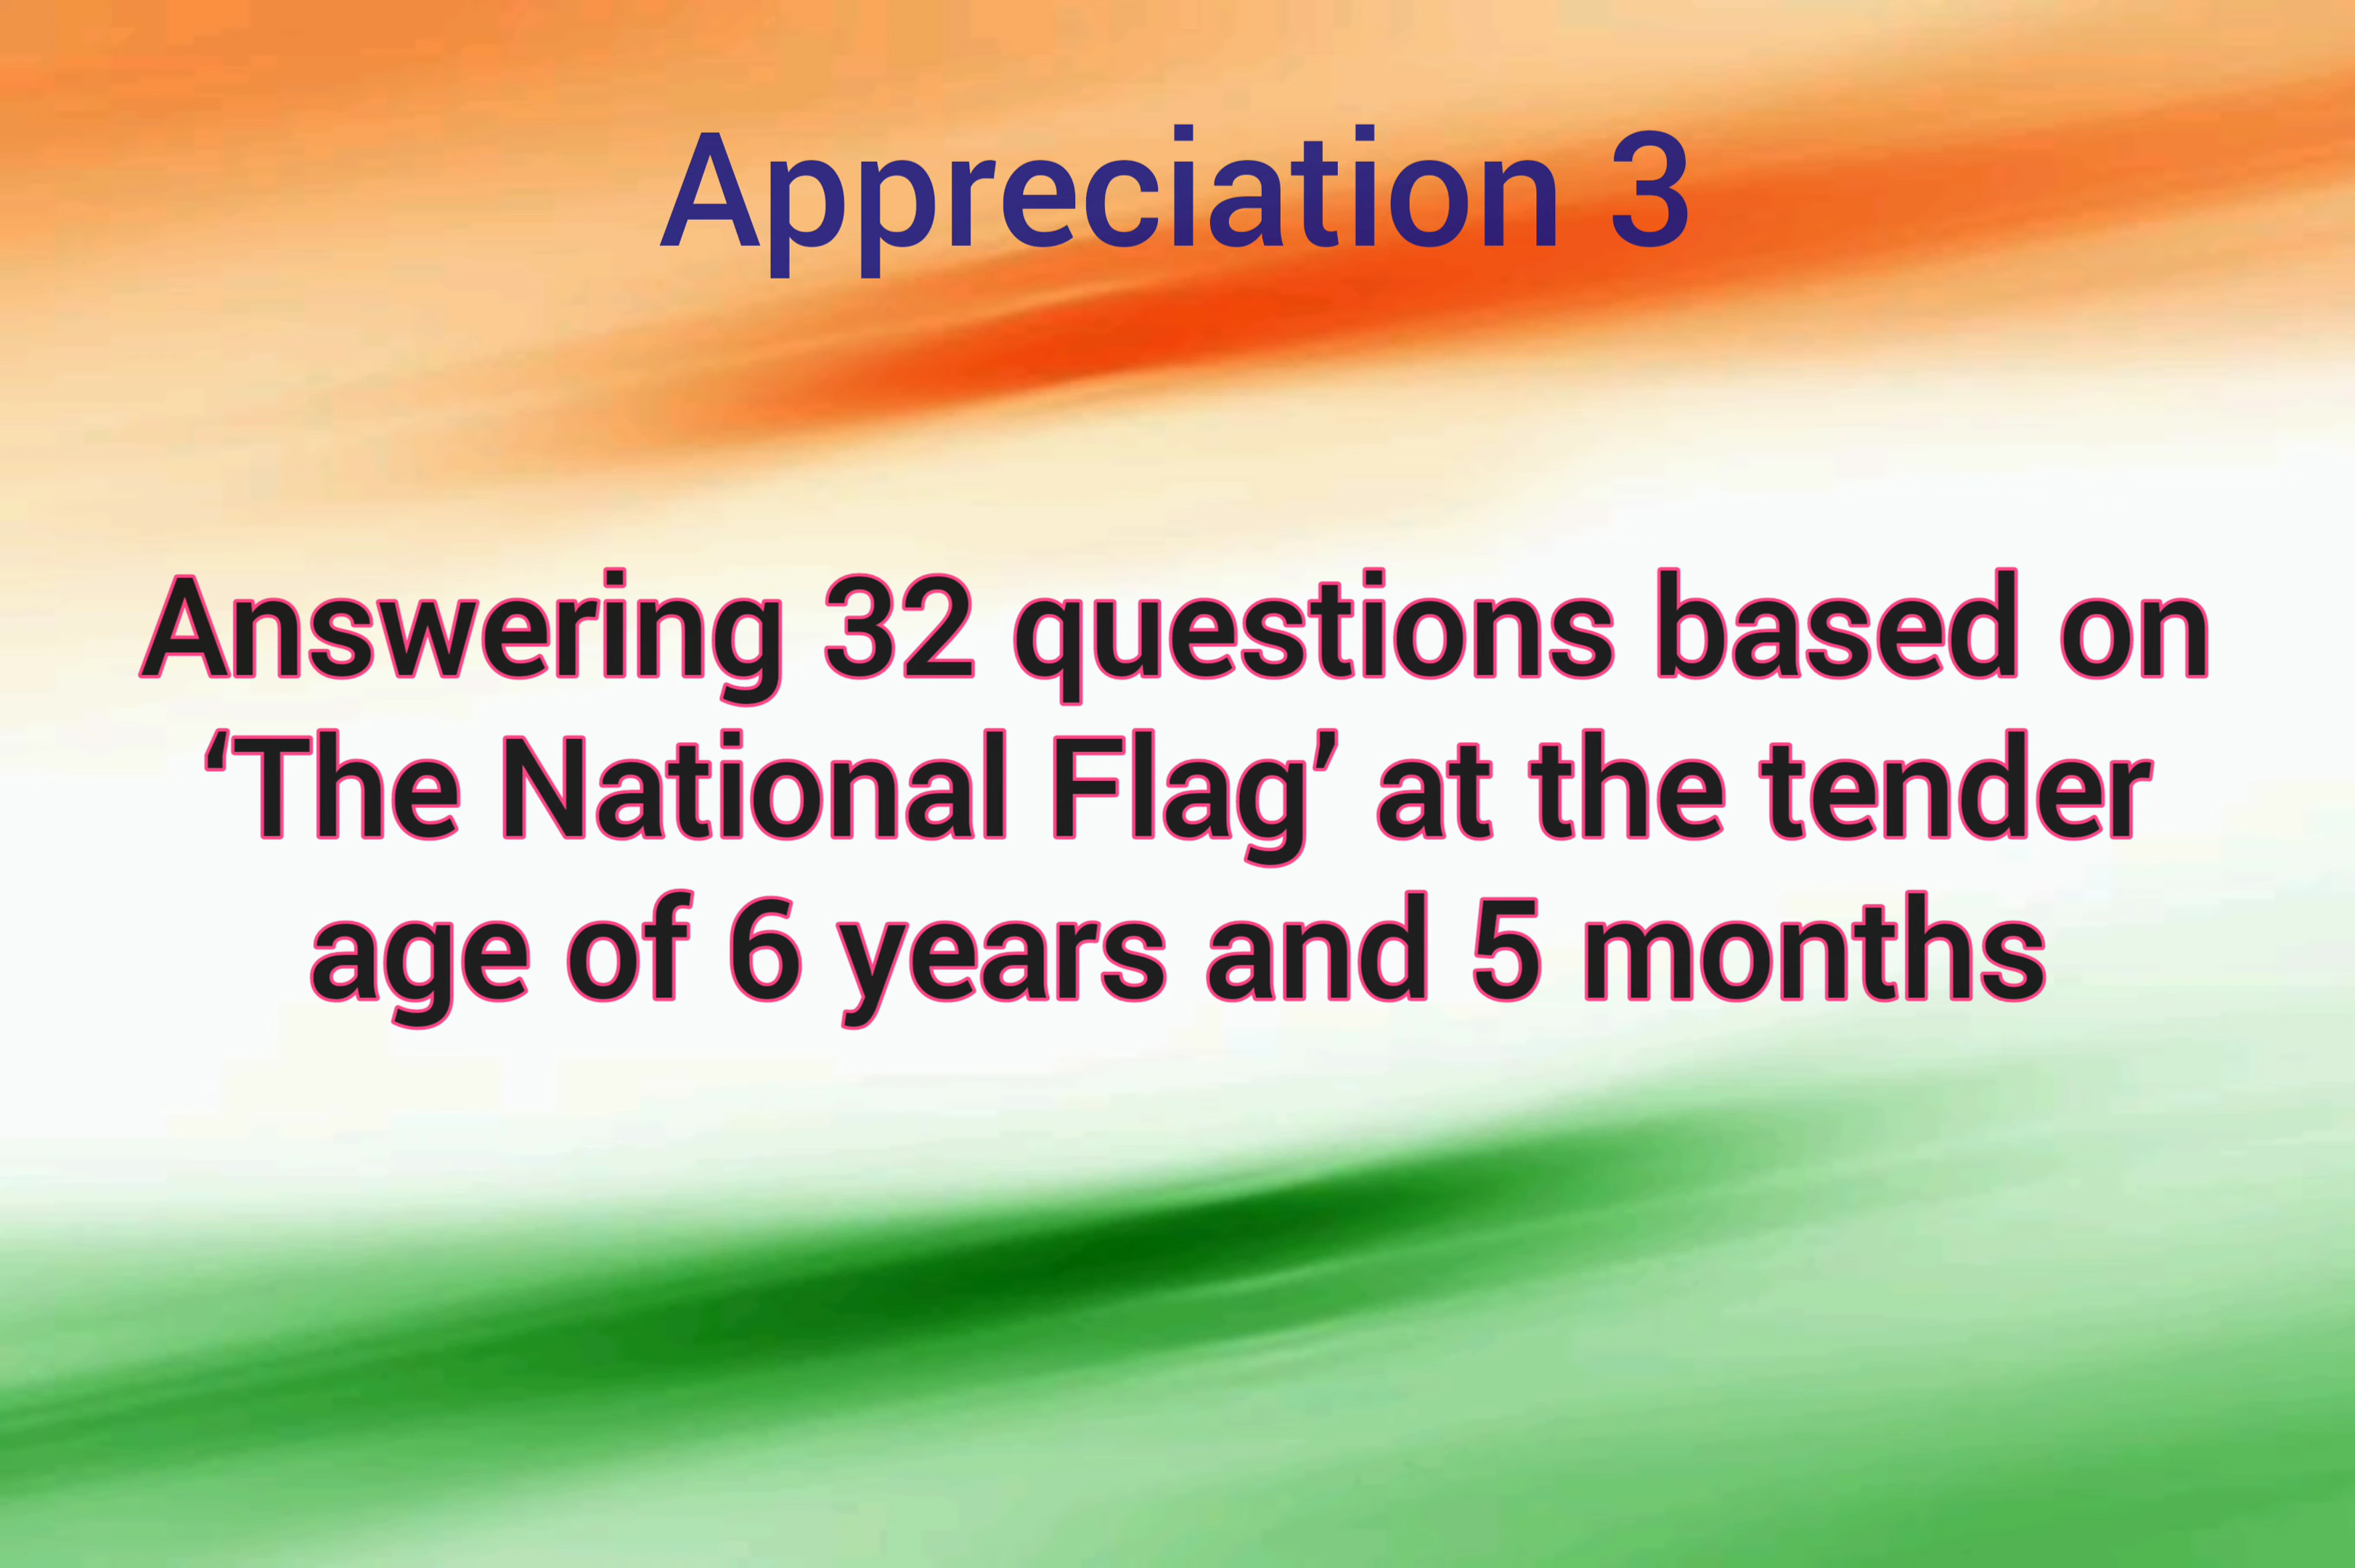 Appreciation 3
Answering 32 questions based on
‘The National Flag’ at the tender
age of 6 years and 5 months